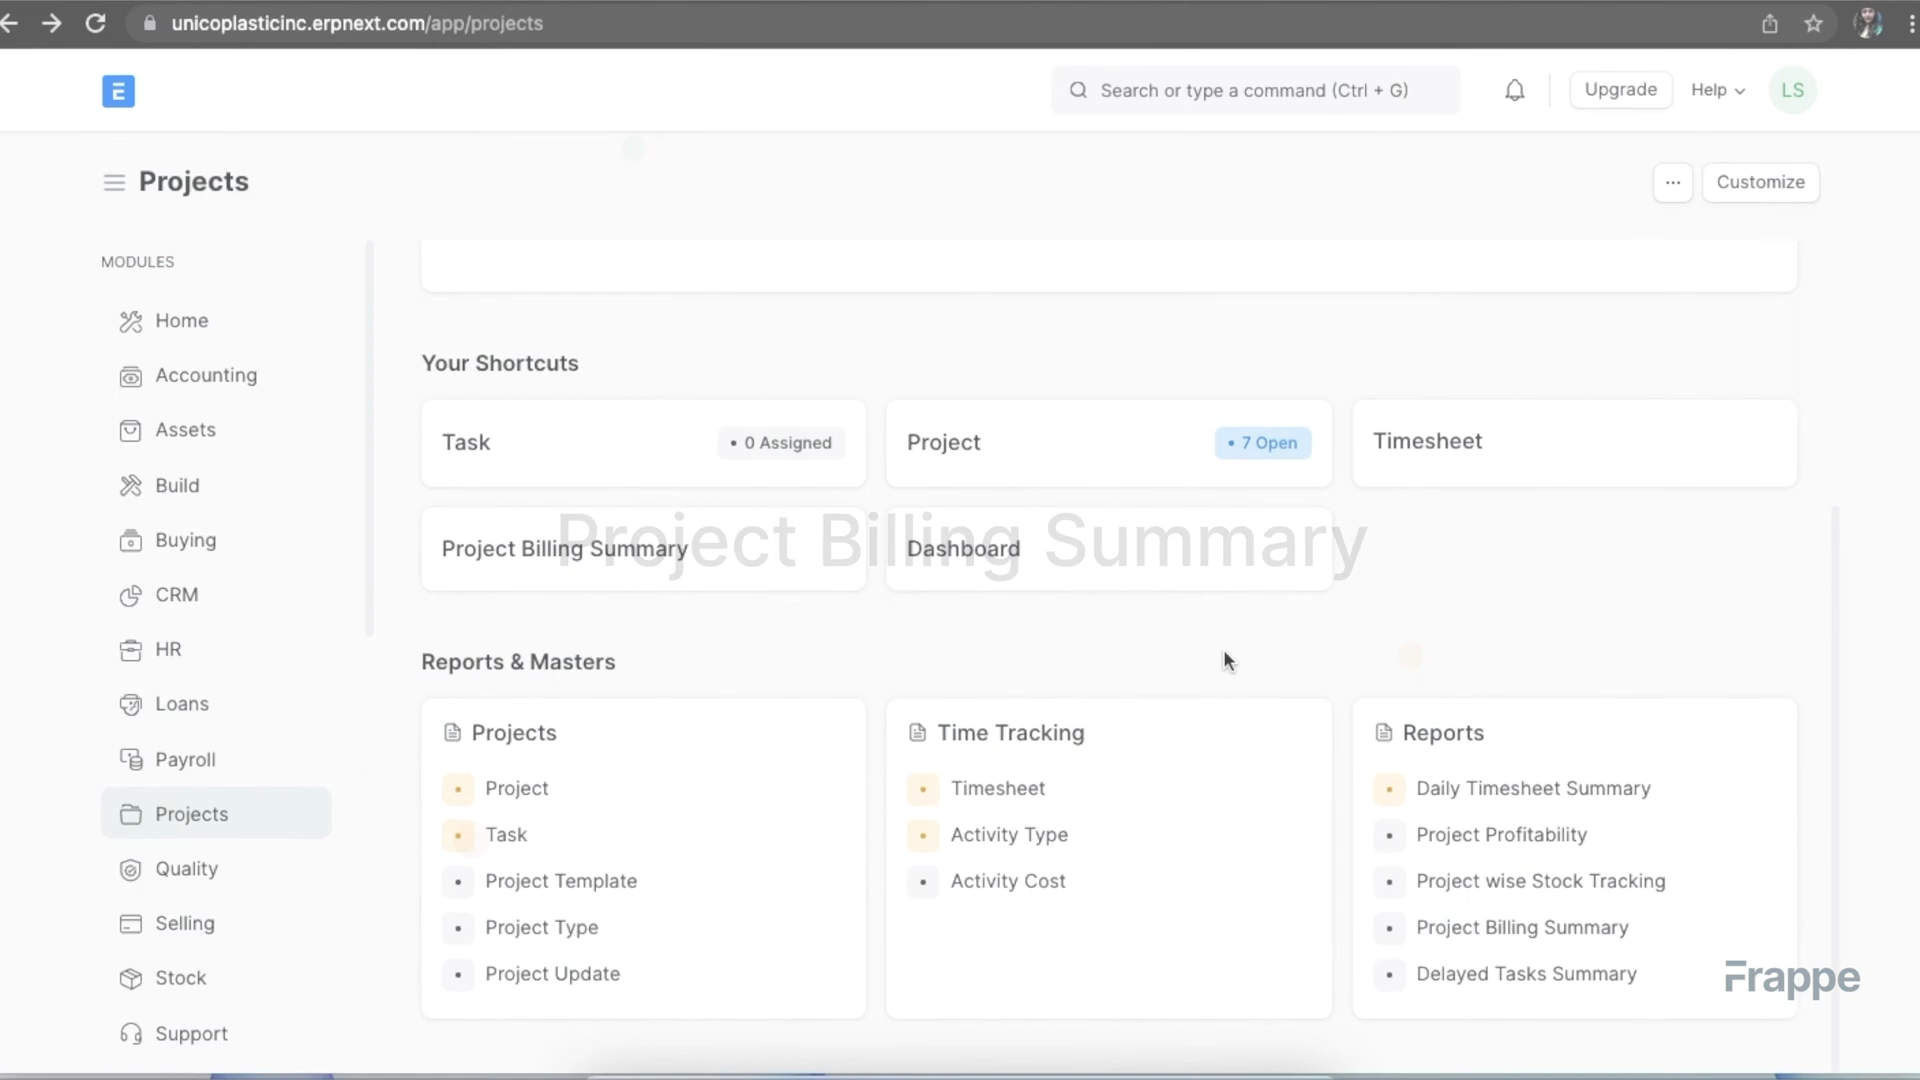 unicoplasticinc.erpnext.com/app/projects
E
Search or type a command (Ctrl + G)
Upgrade
Help
LS
Projects
...
Customize
MODULES
Home
Accounting
Assets
Build
Buying
CRM
HR
Loans
Payroll
Projects
Quality
Selling
Stock
Support
Your Shortcuts
Task
• 0 Assigned
Project
• 7 Open
Timesheet
Project Billing Summary
Dashboard
Project Billing Summary
Reports & Masters
Projects
Project
Task
Project Template
Project Type
Project Update
Time Tracking
Timesheet
Activity Type
Activity Cost
Reports
Daily Timesheet Summary
Project Profitability
Project wise Stock Tracking
Project Billing Summary
Delayed Tasks Summary
Frappe